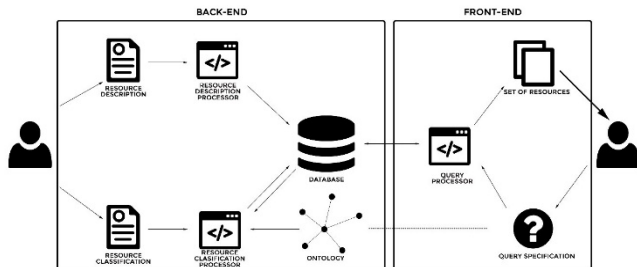 BACK-END
FRONT-END
RESOURCE
DESCRIPTION
RESOURCE
DESCRIPTION
PROCESSOR
SET OF RESOURCES
DATABASE
QUERY
PROCESSOR
RESOURCE
CLASSIFICATION
RESOURCE
CLASIFICATION
PROCESSOR
ONTOLOGY
QUERY SPECIFICATION